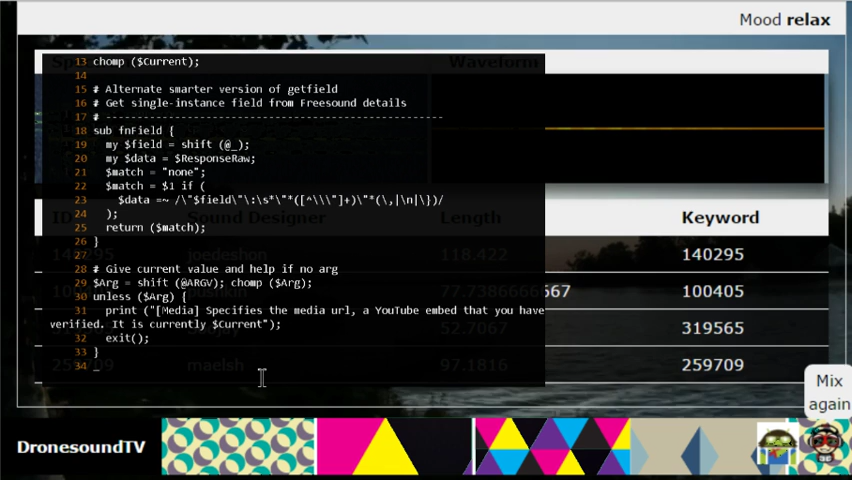 Mood relax
Waveform
13 chomp ($Current);
14
15 # Alternate smarter version of getfield
16 # Get single-instance field from Freesound details
17 # -----------------------------------------------------
18 sub fnField {
19 my $field = shift (@_);
20 my $data = $ResponseRaw;
21 $match = "none";
22 $match = $1 if (
23 $data =~ /\"$field\"\:\s*\"*([^\\\"]+)\"*(\,|\n|\})/
24 );
25 return ($match);
26 }
27
28 # Give current value and help if no arg
29 $Arg = shift (@ARGV); chomp ($Arg);
30 unless ($Arg) {
31 print ("[Media] Specifies the media url, a YouTube embed that you have
verified. It is currently $Current");
32 exit();
33 }
34
ID Sound Designer Length Keyword
joedeshon 118.422 140295
77.7386666667 100405
52.7067 319565
259709 maeish 97.1816 259709
Mix
again
DronesoundTV